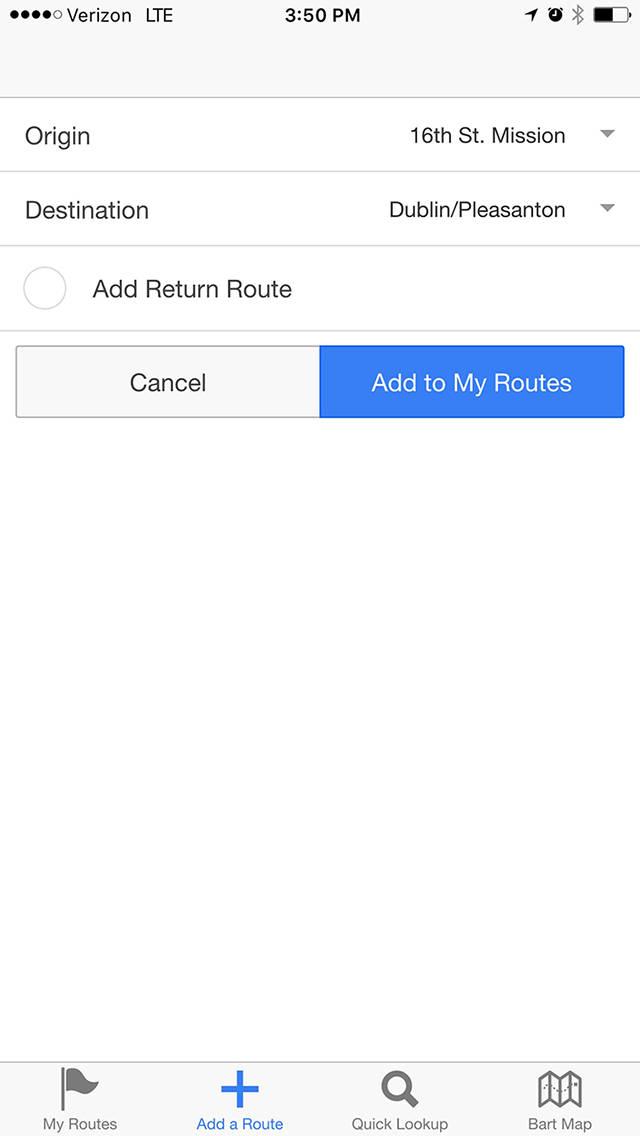 Verizon LTE 3:50 PM
Origin 16th St. Mission
Destination Dublin/Pleasanton
Add Return Route
Cancel Add to My Routes
My Routes Add a Route Quick Lookup Bart Map